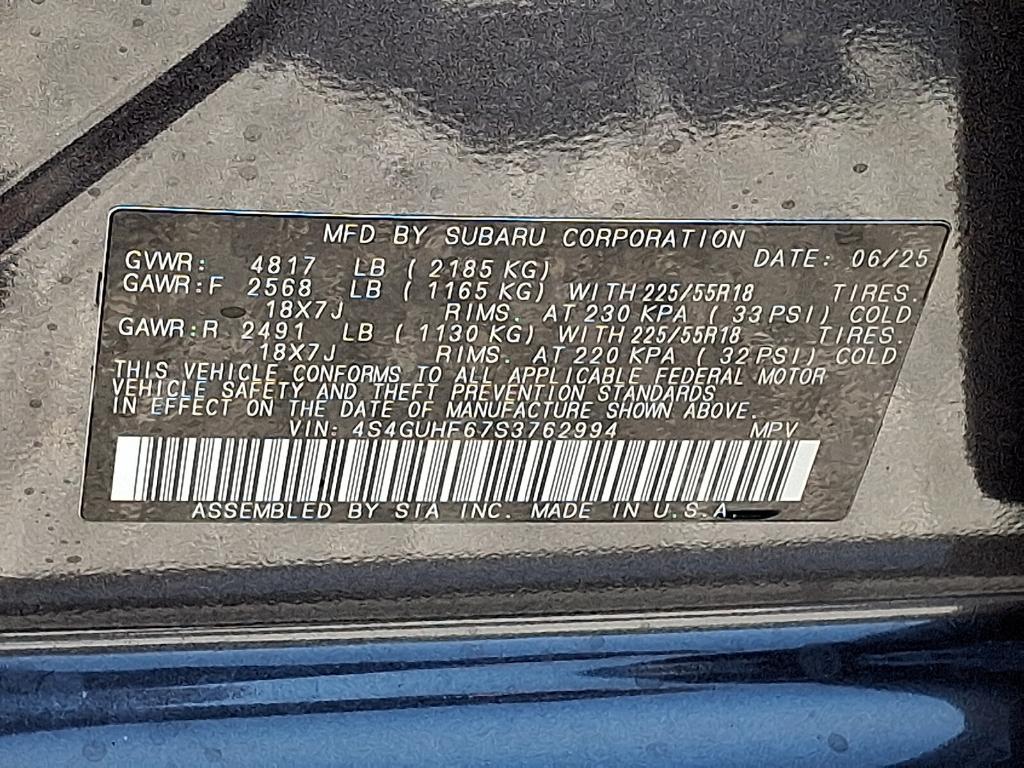 MFD BY SUBARU CORPORATION
GVWR: 4817 LB ( 2185 KG) DATE: 06/25
GAWR:F 2568 LB ( 1165 KG) WITH 225/55R18 TIRES.
18X7J RIMS. AT 230 KPA ( 33 PSI) COLD
GAWR:R 2491 LB ( 1130 KG) WITH 225/55R18 TIRES.
18X7J RIMS. AT 220 KPA ( 32 PSI) COLD
THIS VEHICLE CONFORMS TO ALL APPLICABLE FEDERAL MOTOR
VEHICLE SAFETY AND THEFT PREVENTION STANDARDS
IN EFFECT ON THE DATE OF MANUFACTURE SHOWN ABOVE.
VIN: 4S4GUHF67S3762994 MPV
ASSEMBLED BY SIA INC. MADE IN U.S.A.